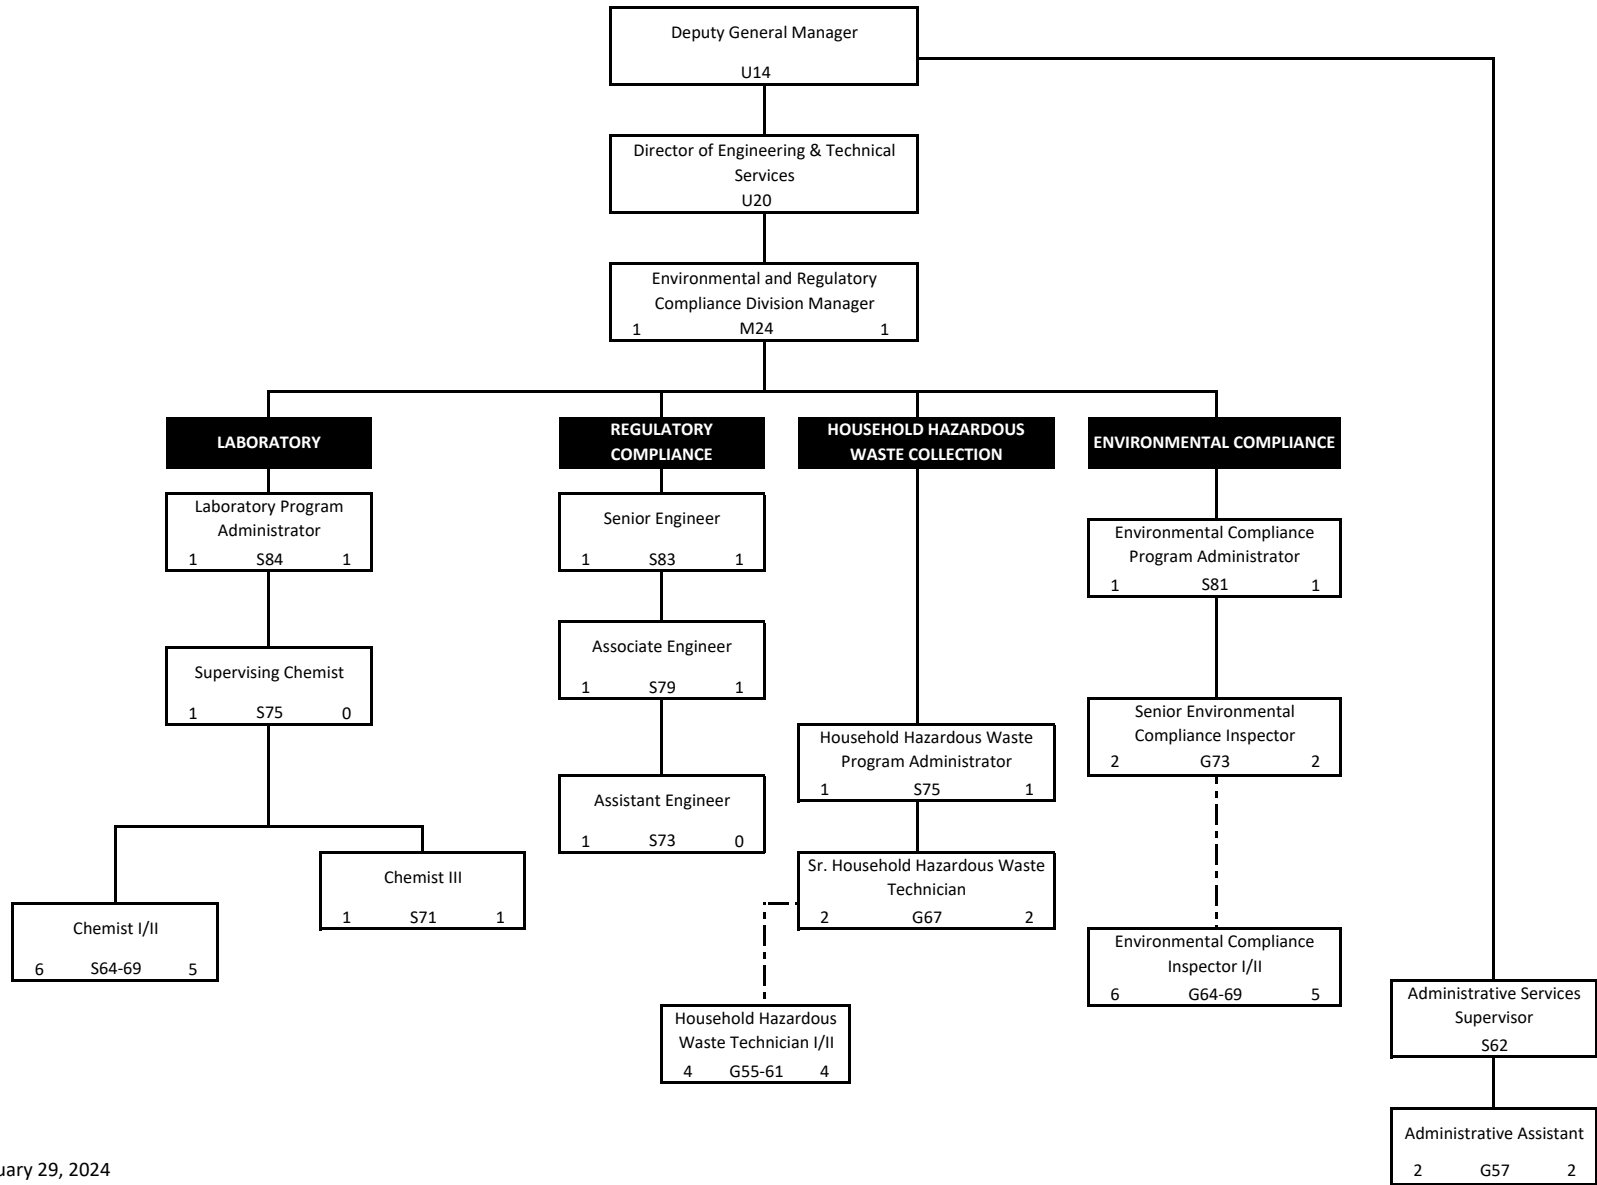 Deputy General Manager
U14
Director of Engineering & Technical
Services
U20
Environmental and Regulatory
Compliance Division Manager
1 M24 1
LABORATORY
Laboratory Program
Administrator
1 S84 1
Supervising Chemist
1 S75 0
Chemist I/II
6 S64-69 5
Chemist III
1 S71 1
REGULATORY
COMPLIANCE
Senior Engineer
1 S83 1
Associate Engineer
1 S79 1
Assistant Engineer
1 S73 0
HOUSEHOLD HAZARDOUS
WASTE COLLECTION
Household Hazardous Waste
Program Administrator
1 S75 1
Sr. Household Hazardous Waste
Technician
2 G67 2
Household Hazardous
Waste Technician I/II
4 G55-61 4
ENVIRONMENTAL COMPLIANCE
Environmental Compliance
Program Administrator
1 S81 1
Senior Environmental
Compliance Inspector
2 G73 2
Environmental Compliance
Inspector I/II
6 G64-69 5
Administrative Services
Supervisor
S62
Administrative Assistant
2 G57 2
uary 29, 2024